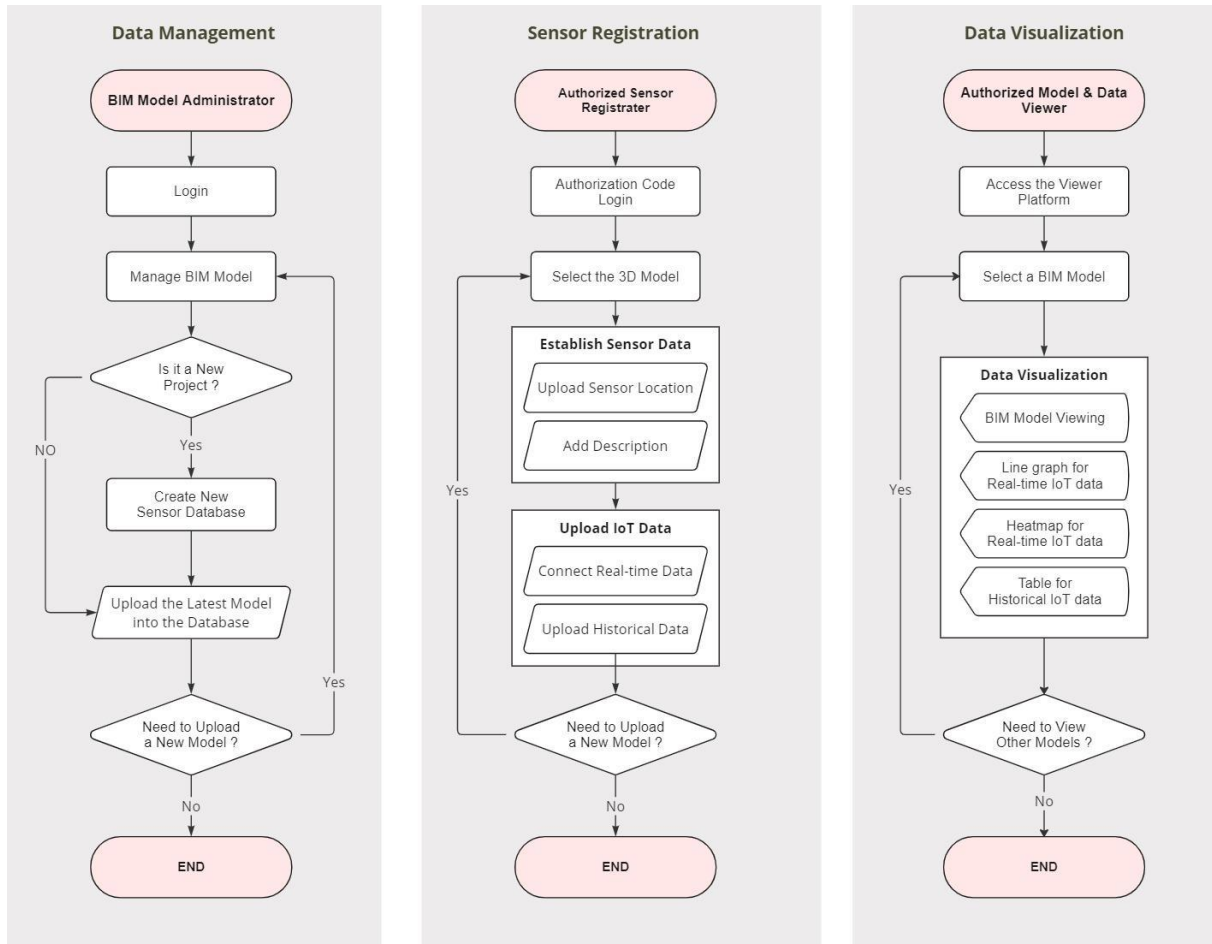 Data Management
BIM Model Administrator
Login
Manage BIM Model
Is it a New
Project ?
NO
Yes
Create New
Sensor Database
Upload the Latest Model
into the Database
Yes
Need to Upload
a New Model ?
No
END
Sensor Registration
Authorized Sensor
Registrater
Authorization Code
Login
Select the 3D Model
Establish Sensor Data
Upload Sensor Location
Add Description
Yes
Upload IoT Data
Connect Real-time Data
Upload Historical Data
Need to Upload
a New Model ?
No
END
Data Visualization
Authorized Model & Data
Viewer
Access the Viewer
Platform
Select a BIM Model
Data Visualization
BIM Model Viewing
Line graph for
Real-time IoT data
Yes
Heatmap for
Real-time IoT data
Table for
Historical IoT data
Need to View
Other Models ?
No
END